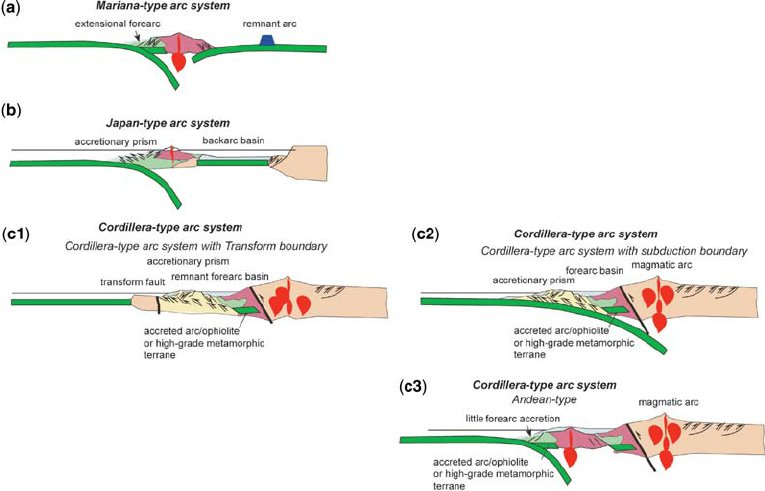 (a)
Mariana-type arc system
extensional forearc
remnant arc
(b)
Japan-type arc system
accretionary prism
backarc basin
(c1)
Cordillera-type arc system
Cordillera-type arc system with Transform boundary
accretionary prism
transform fault
remnant forearc basin
accreted arc/ophiolite
or high-grade metamorphic
terrane
(c2)
Cordillera-type arc system
Cordillera-type arc system with subduction boundary
magmatic arc
forearc basin
accretionary prism
accreted arc/ophiolite
or high-grade metamorphic
terrane
(c3)
Cordillera-type arc system
Andean-type
magmatic arc
little forearc accretion
accreted arc/ophiolite
or high-grade metamorphic
terrane